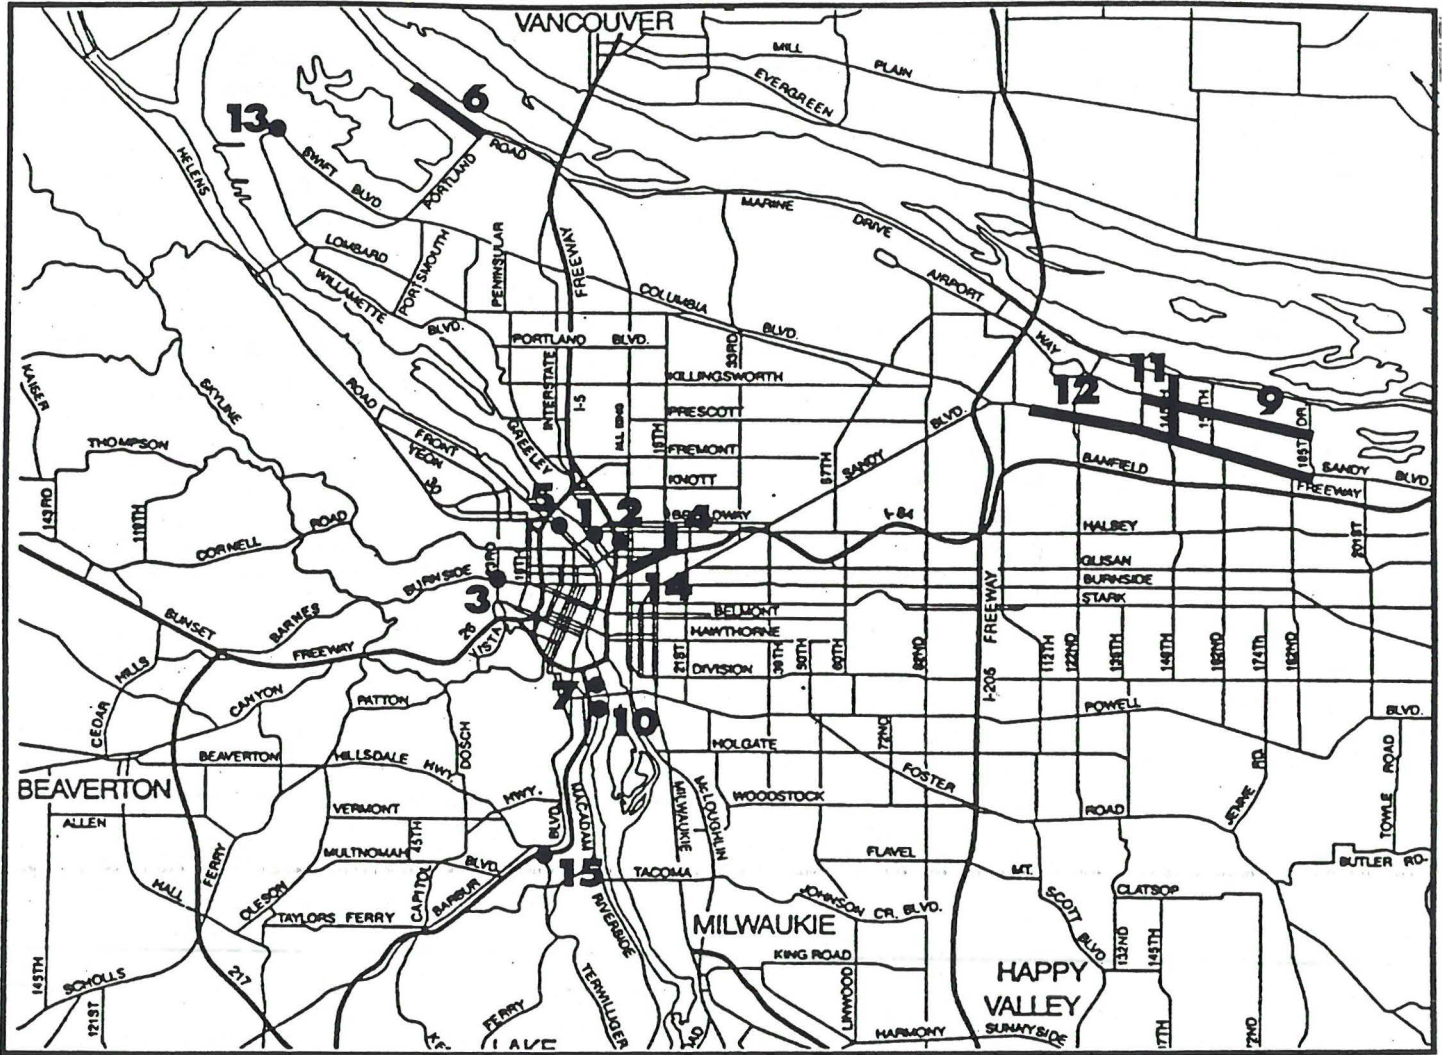 VANCOUVER
MILL
PLAIN
EVERGREEN
6
13
ROAD
SWIFT
BLVD
PORTLAND
HELENS
MARINE
DRIVE
LOMBARD
PORTSMOUTH
PENINSULAR
FREEWAY
WILLAMETTE
BLVD.
AIRPORT
WAY
COLUMBIA
BLVD.
PORTLAND BLVD.
33RD
KILLINGSWORTH
INTERSTATE
I-5
PRESCOTT
FREMONT
KNOTT
GREELEY
11
12
9
BLVD.
SANDY
57TH
185ST DR
SANDY
BLVD.
BANFIELD
FREEWAY
KAISER
SKYLINE
ROAD
FRONT
YEON
THOMPSON
143RD
119TH
ROAD
CORNELL
5
1
2
4
I-84
HALSEY
201ST
GLISAN
BURNSIDE
STARK
BURNSIDE
3
14
BELMONT
HAWTHORNE
DIVISION
21ST
39TH
50TH
60TH
82ND
FREEWAY
I-205
112TH
122ND
148TH
162ND
174TH
182ND
SUNSET
BARNES
FREEWAY
26
VISTA
HILLS
CEDAR
CANYON
PATTON
DOSCH
7
10
POWELL
BLVD.
BEAVERTON
HILLSDALE
HWY.
HOLGATE
72ND
FOSTER
ROAD
JENNE
RD
TOWLE ROAD
BEAVERTON
ALLEN
VERMONT
HWY.
45TH
MULTNOMAH
BLVD.
BLVD
MACADAM
MILWAUKIE
McLOUGHLIN
WOODSTOCK
FLAVEL
MT.
SCOTT
BLVD
BUTLER RD.
HALL
FERRY
OLESON
CAPITOL
BARBUR
15
TACOMA
JOHNSON CR. BLVD.
CLATSOP
TAYLORS FERRY
RIVERSIDE
MILWAUKIE
KING ROAD
132ND
145TH
145TH
SCHOLLS
121ST
217
FERRY
TERWILLIGER
LAKE
LINWOOD
HARMONY
HAPPY
VALLEY
SUNNYSIDE